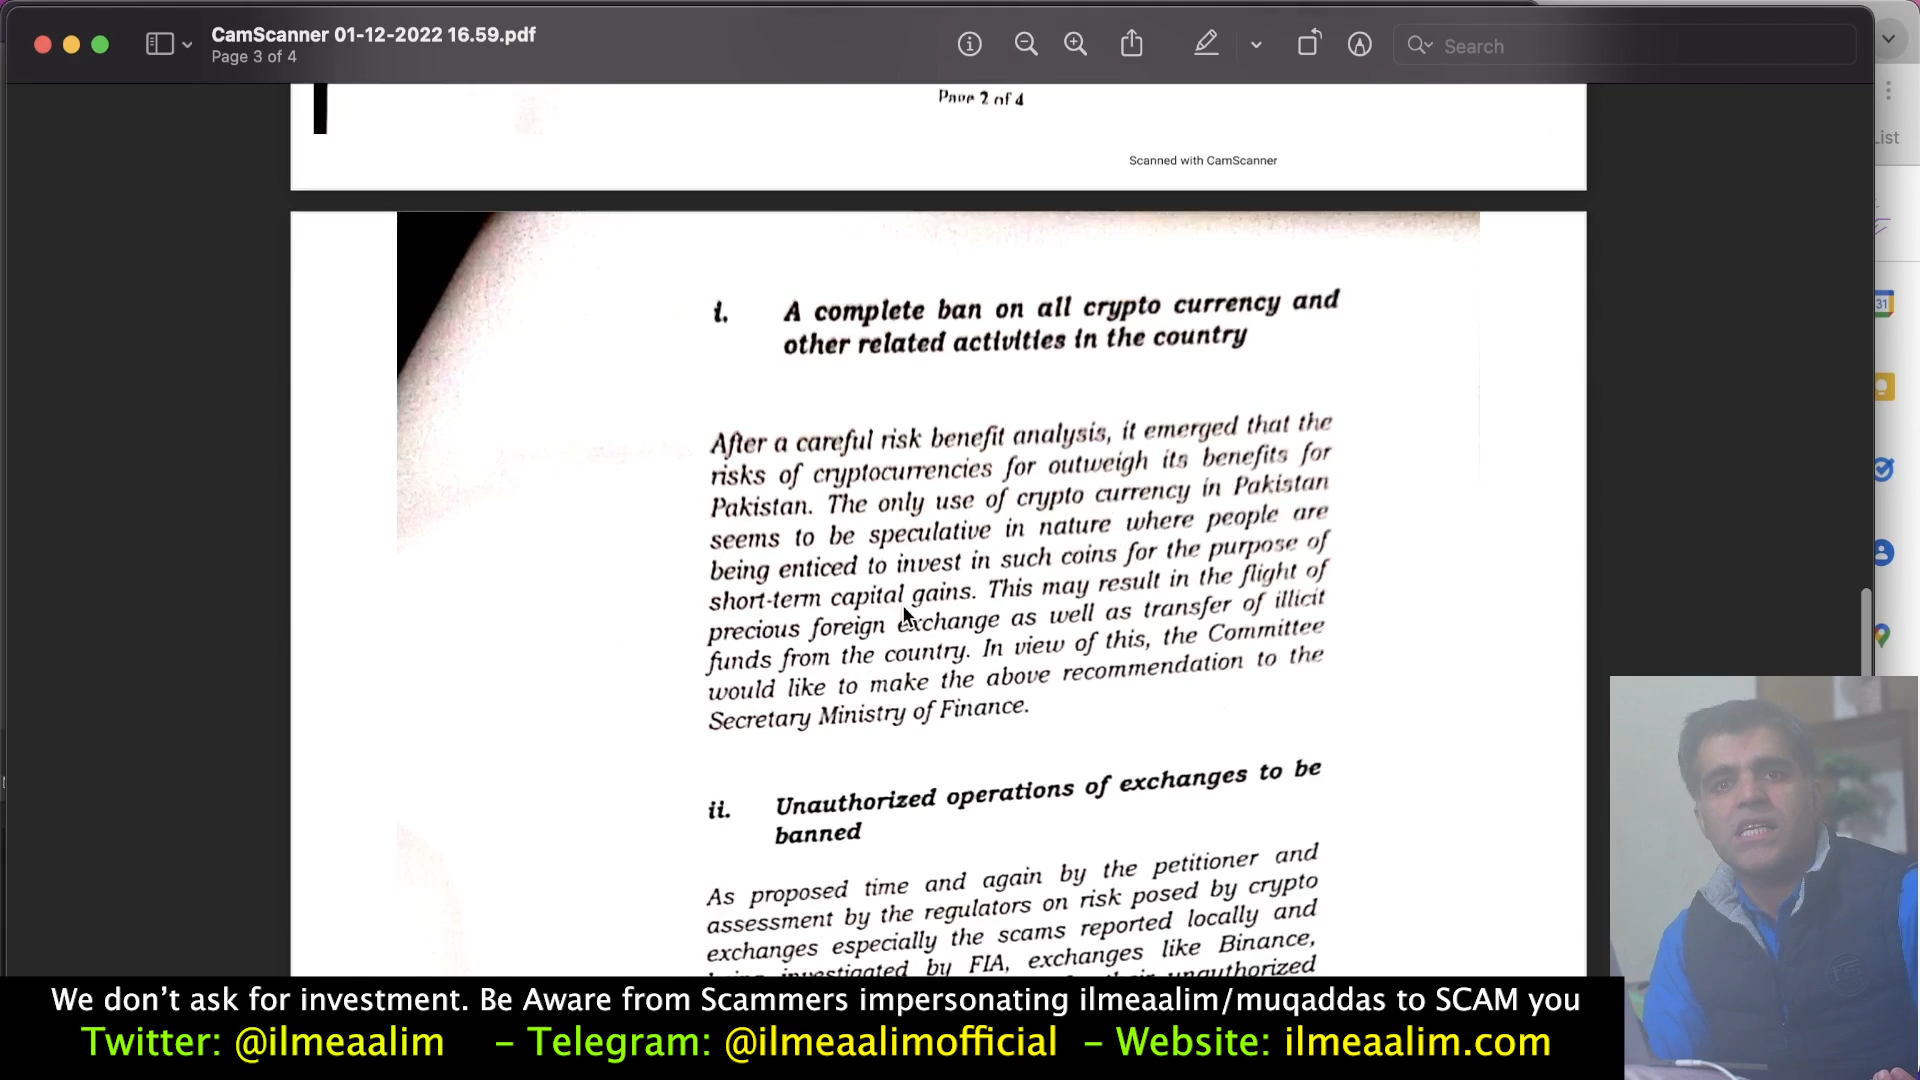 CamScanner 01-12-2022 16.59.pdf
Page 3 of 4
Search
List
Page 2 of 4
Scanned with CamScanner
31
i. A complete ban on all crypto currency and
other related activities in the country
After a careful risk benefit analysis, it emerged that the
risks of cryptocurrencies for outweigh its benefits for
Pakistan. The only use of crypto currency in Pakistan
seems to be speculative in nature where people are
being enticed to invest in such coins for the purpose of
short-term capital gains. This may result in the flight of
precious foreign exchange as well as transfer of illicit
funds from the country. In view of this, the Committee
would like to make the above recommendation to the
Secretary Ministry of Finance.
ii. Unauthorized operations of exchanges to be
banned
As proposed time and again by the petitioner and
assessment by the regulators on risk posed by crypto
exchanges especially the scams reported locally and
being investigated by FIA, exchanges like Binance,
unauthorized
We don't ask for investment. Be Aware from Scammers impersonating ilmeaalim/muqaddas to SCAM you
Twitter: @ilmeaalim – Telegram: @ilmeaalimofficial – Website: ilmeaalim.com